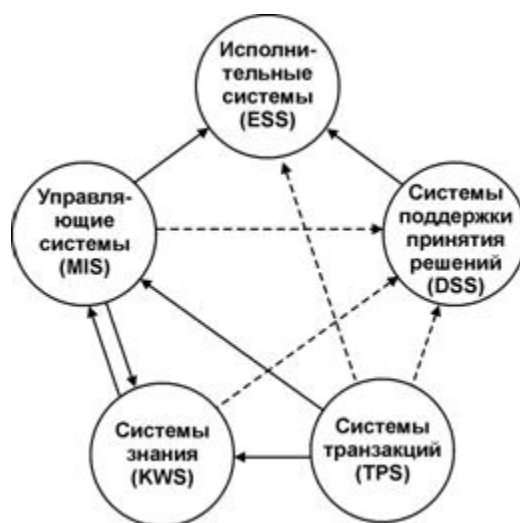 Исполни-
тельные
системы
(ESS)
Управля-
ющие
системы
(MIS)
Системы
поддержки
принятия
решений
(DSS)
Системы
знания
(KWS)
Системы
транзакций
(TPS)